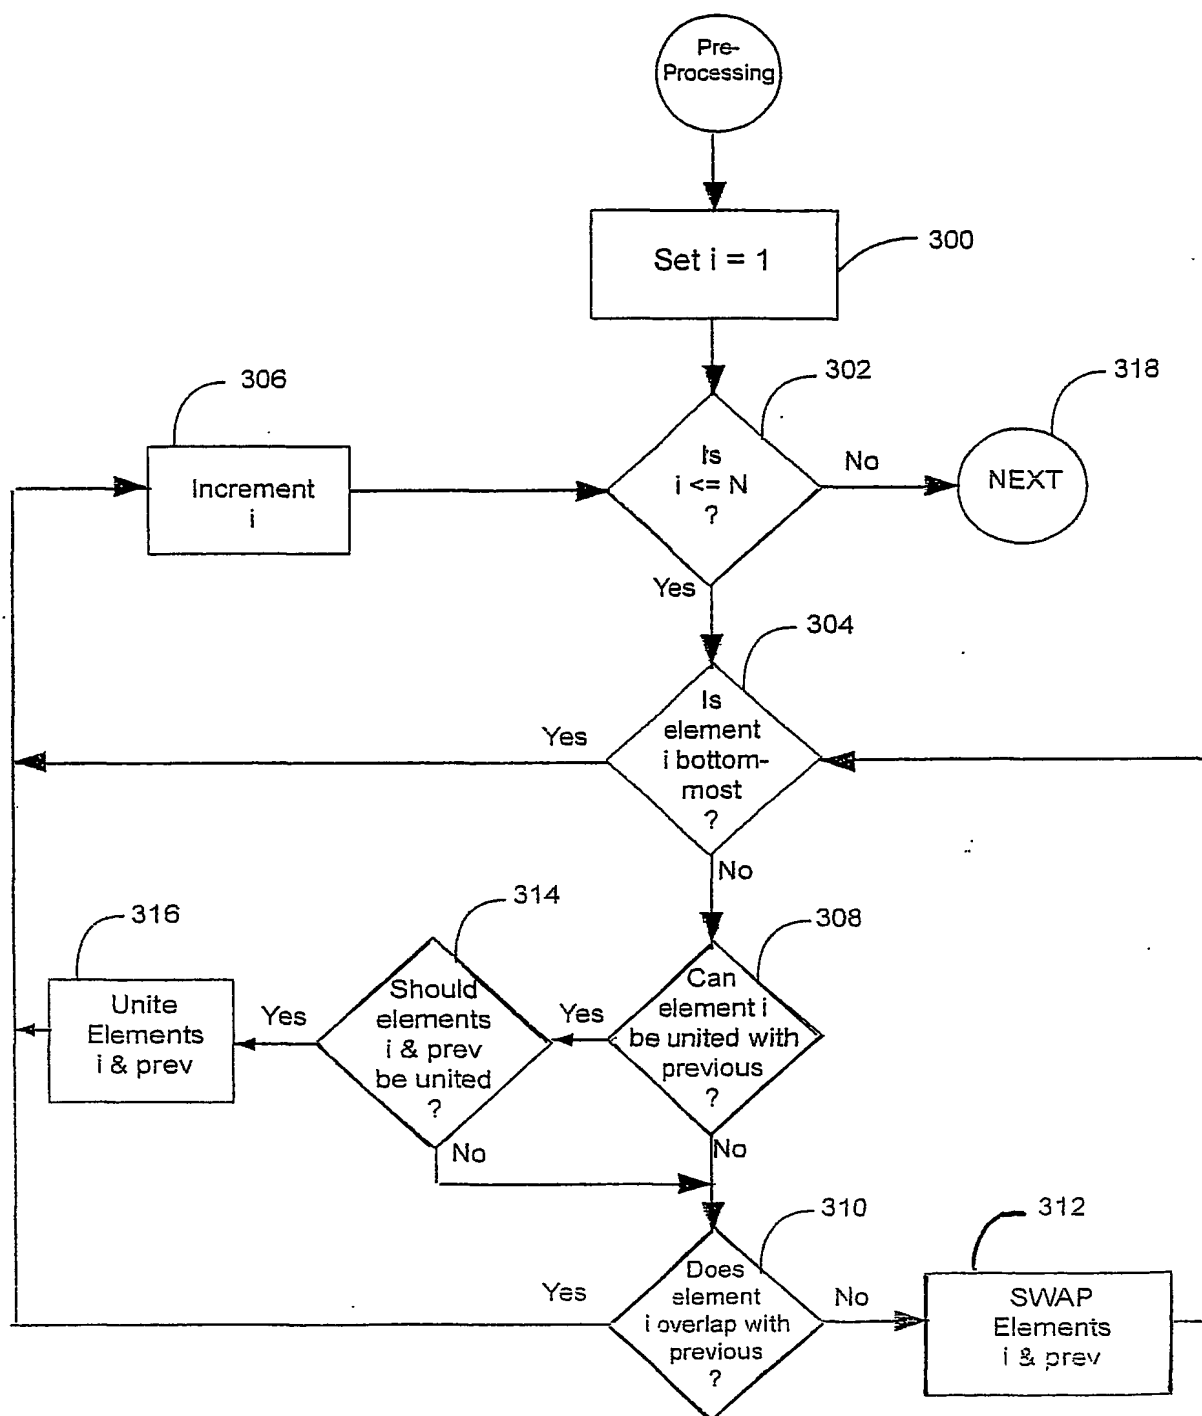 Pre-
Processing
Set i = 1
300
306
302
318
Increment
i
Is
i <= N
?
No
NEXT
Yes
304
Is
element
i bottom-
most
?
Yes
No
316
314
308
Unite
Elements
i & prev
Yes
Should
elements
i & prev
be united
?
Yes
Can
element i
be united with
previous
?
No
No
310
312
Yes
Does
element
i overlap with
previous
?
No
SWAP
Elements
i & prev